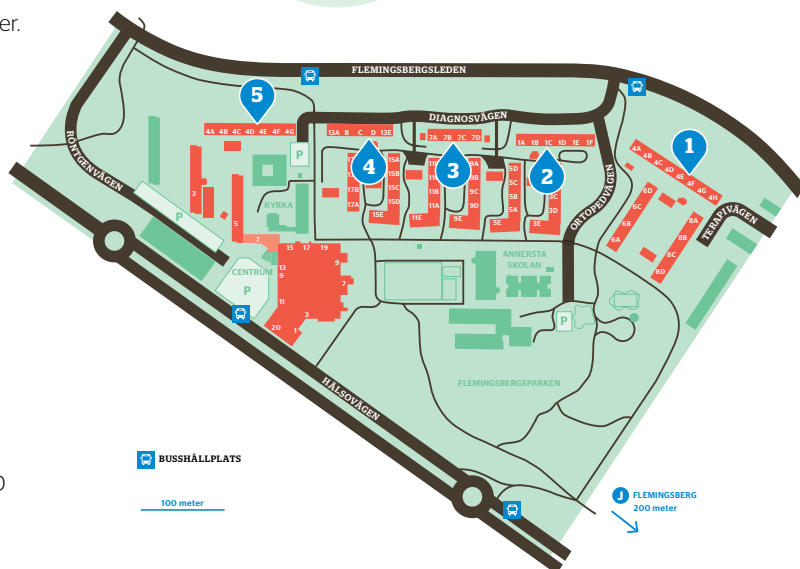 er.
FLEMINGSBERGSLEDEN
5
DIAGNOSVÄGEN
4A 4B 4C 4D 4E 4F 4G
13A B C D 13E
7A 7B 7C 7D
1A 1B 1C 1D 1E 1F
1
4A 4B 4C 4D 4E 4F 4G 4H
RÖNTGENVÄGEN
P
4
3
2
15A
15B
15C
15D
17B
17A
15E
11B
11A
11E
9A
9B
9C
9D
9E
5D
5C
5B
5A
5E
3C
3D
3E
ORTOPEDVÄGEN
6D
6C
6B
6A
8A
8B
8C
8D
TERAPIVÄGEN
3
5
KYRKA
P
7
15 17 19
9
7
13
9
11
3
1
20
CENTRUM
P
ANNERSTA
SKOLAN
P
FLEMINGSBERGSPARKEN
HÄLSOVÄGEN
BUSSHÅLLPLATS
100 meter
0
J FLEMINGSBERG
200 meter